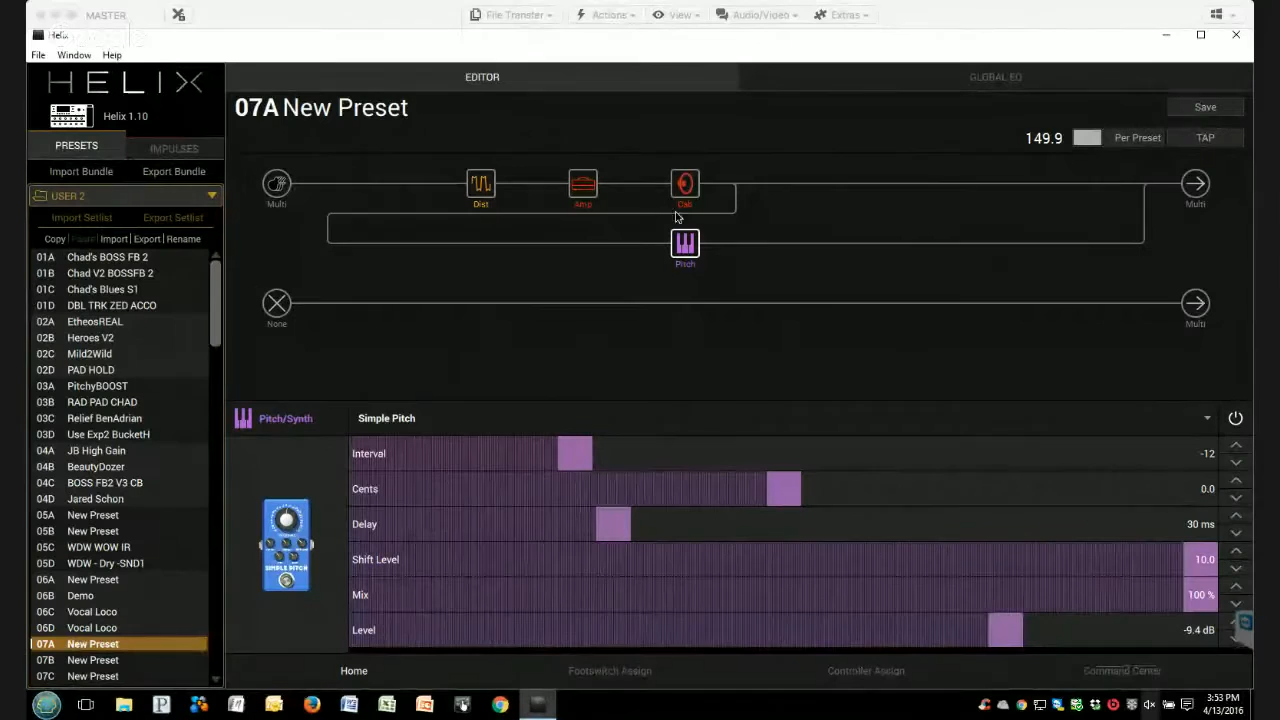 MASTER
File Transfer
Actions
View
Audio/Video
Extras
Helix
File Window Help
HELIX
Helix 1.10
EDITOR
GLOBAL EQ
07A New Preset
Save
149.9
Per Preset
TAP
PRESETS
IMPULSES
Import Bundle
Export Bundle
USER 2
Import Setlist
Export Setlist
Copy | Paste | Import | Export | Rename
Multi
Dist
Amp
Cab
Multi
Pitch
None
Multi
01A Chad's BOSS FB 2
01B Chad V2 BOSSFB 2
01C Chad's Blues S1
01D DBL TRK ZED ACCO
02A EtheosREAL
02B Heroes V2
02C Mild2Wild
02D PAD HOLD
03A PitchyBOOST
03B RAD PAD CHAD
03C Relief BenAdrian
03D Use Exp2 BucketH
04A JB High Gain
04B BeautyDozer
04C BOSS FB2 V3 CB
04D Jared Schon
05A New Preset
05B New Preset
05C WDW WOW IR
05D WDW - Dry -SND1
06A New Preset
06B Demo
06C Vocal Loco
06D Vocal Loco
07A New Preset
07B New Preset
07C New Preset
Pitch/Synth
Simple Pitch
Interval -12
Cents 0.0
Delay 30 ms
Shift Level 10.0
Mix 100 %
Level -9.4 dB
SIMPLE PITCH
Home
Footswitch Assign
Controller Assign
Command Center
3:53 PM
4/13/2016